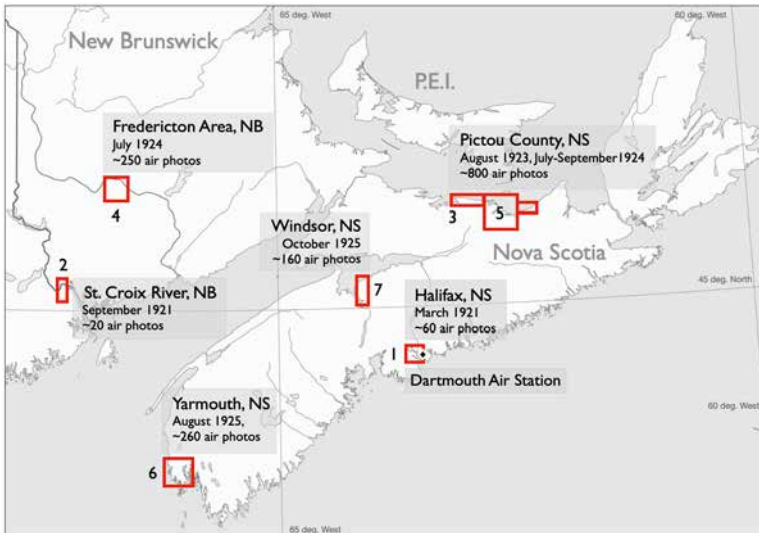 65 deg. West
60 deg. West
New Brunswick
P.E.I.
Fredericton Area, NB
July 1924
~250 air photos
4
Pictou County, NS
August 1923, July-September1924
~800 air photos
3
5
Windsor, NS
October 1925
~160 air photos
7
Nova Scotia
2
St. Croix River, NB
September 1921
~20 air photos
45 deg. North
Halifax, NS
March 1921
~60 air photos
1
Dartmouth Air Station
Yarmouth, NS
August 1925,
~260 air photos
6
60 deg. West
65 deg. West